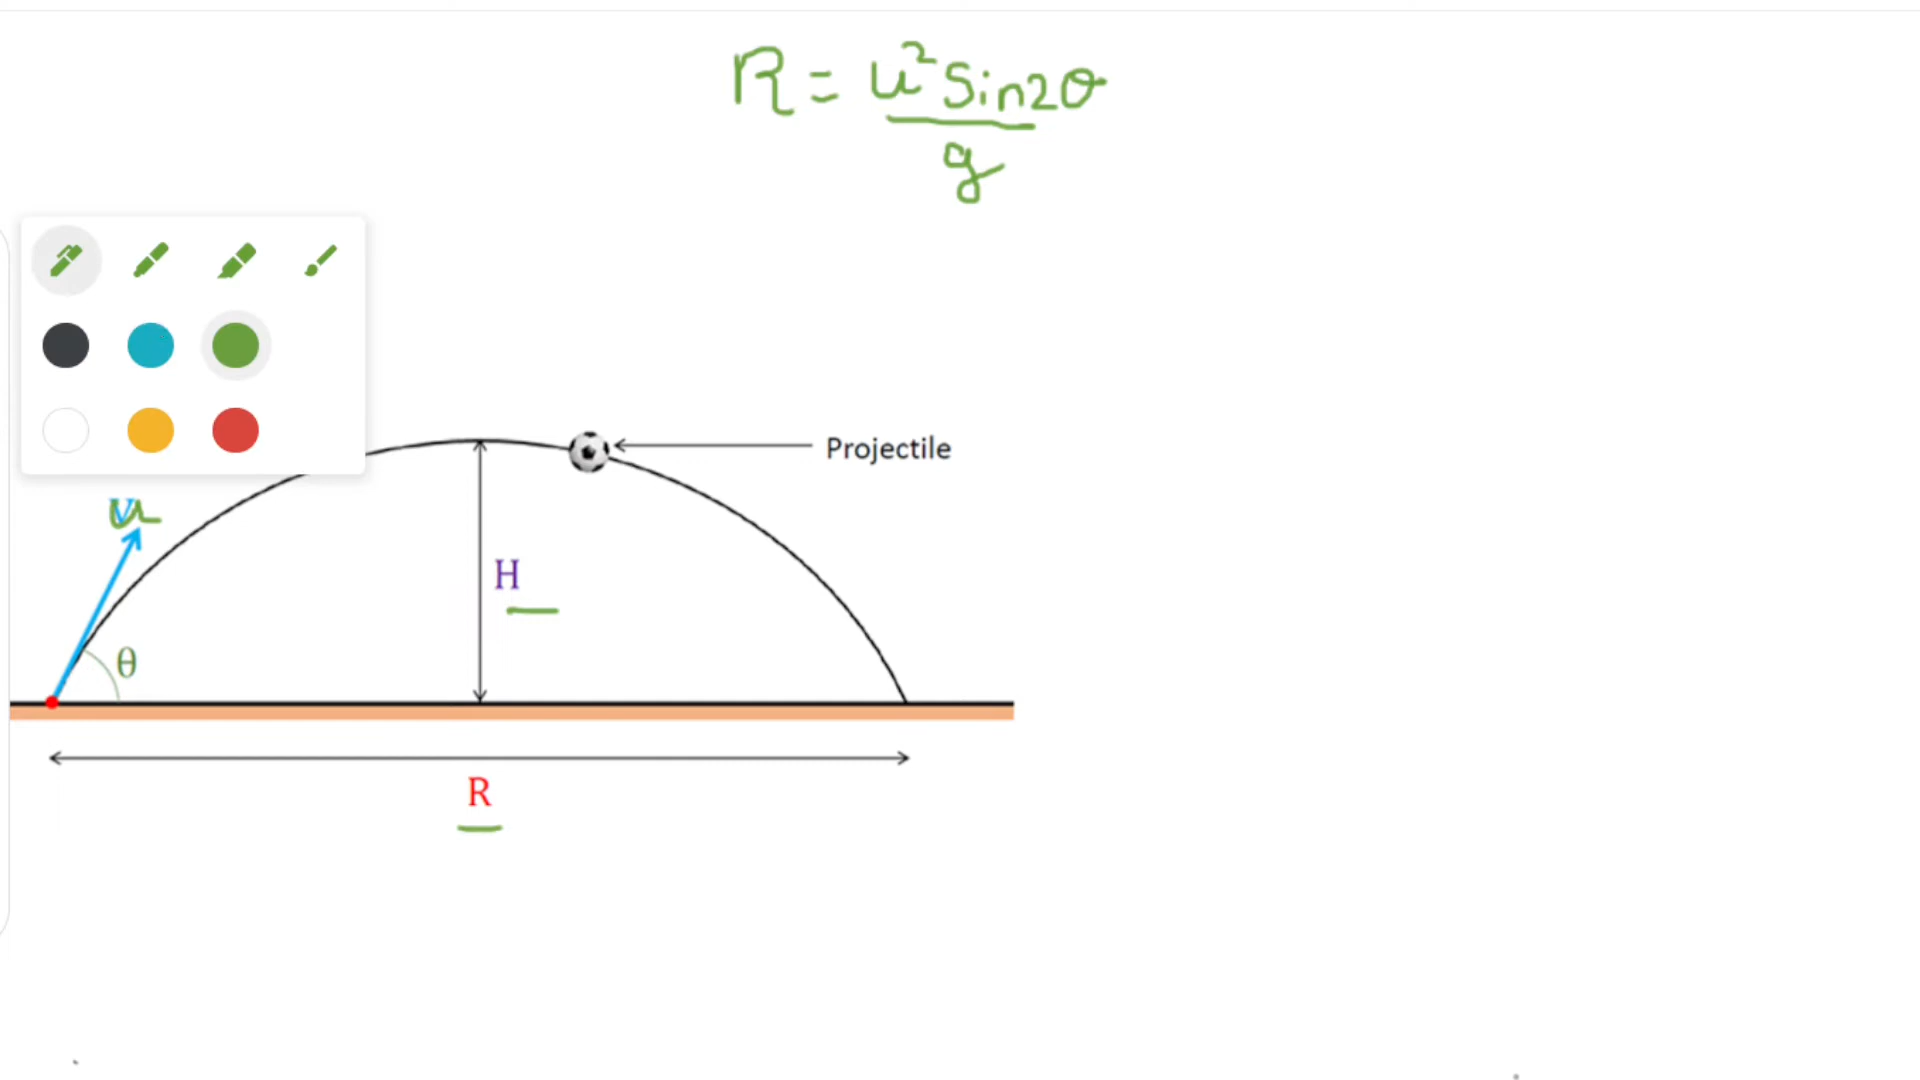 R = u²Sin2θ
g
Projectile
u
H
θ
R